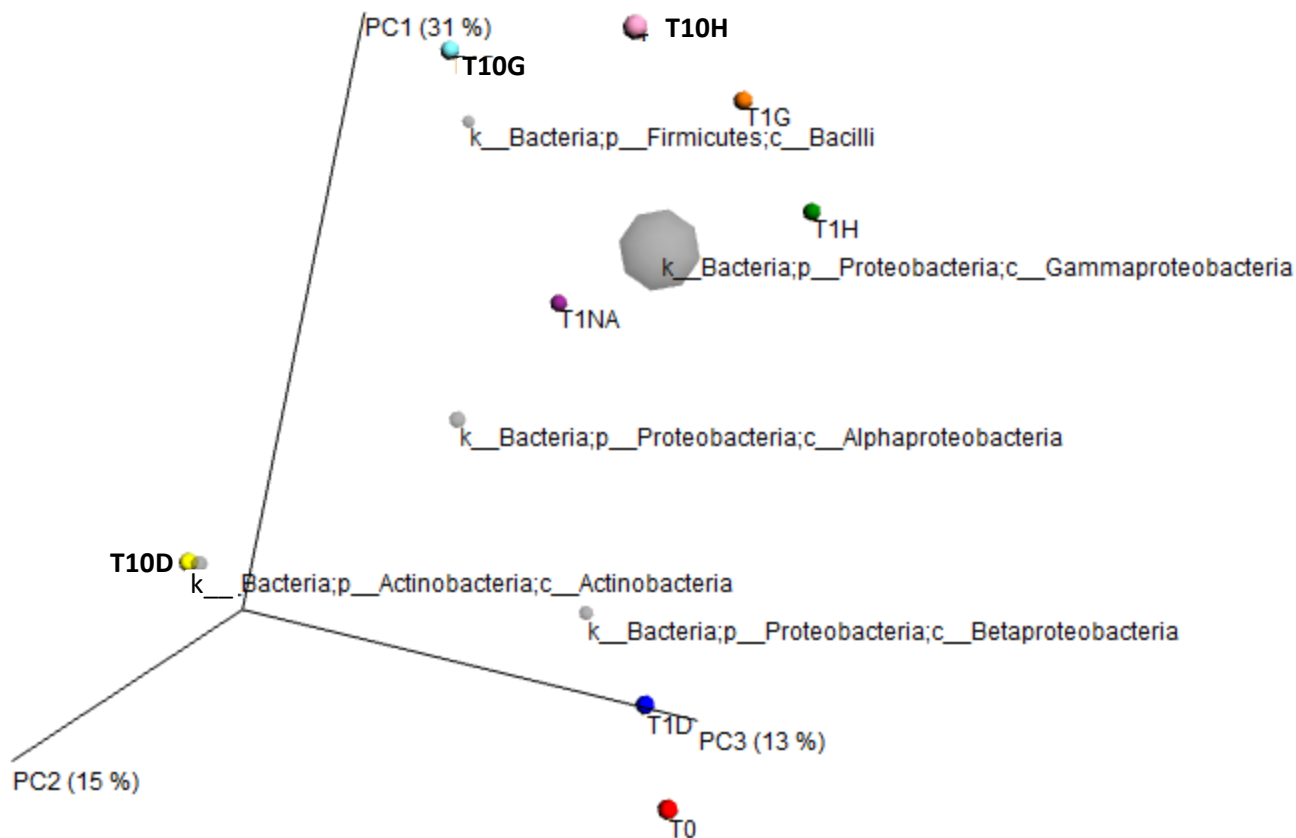 PC1 (31 %)
T10H
T10G
T1G
k__Bacteria;p__Firmicutes;c__Bacilli
T1H
k__Bacteria;p__Proteobacteria;c__Gammaproteobacteria
T1NA
k__Bacteria;p__Proteobacteria;c__Alphaproteobacteria
T10D
k__Bacteria;p__Actinobacteria;c__Actinobacteria
k__Bacteria;p__Proteobacteria;c__Betaproteobacteria
T1D
PC3 (13 %)
PC2 (15 %)
T0